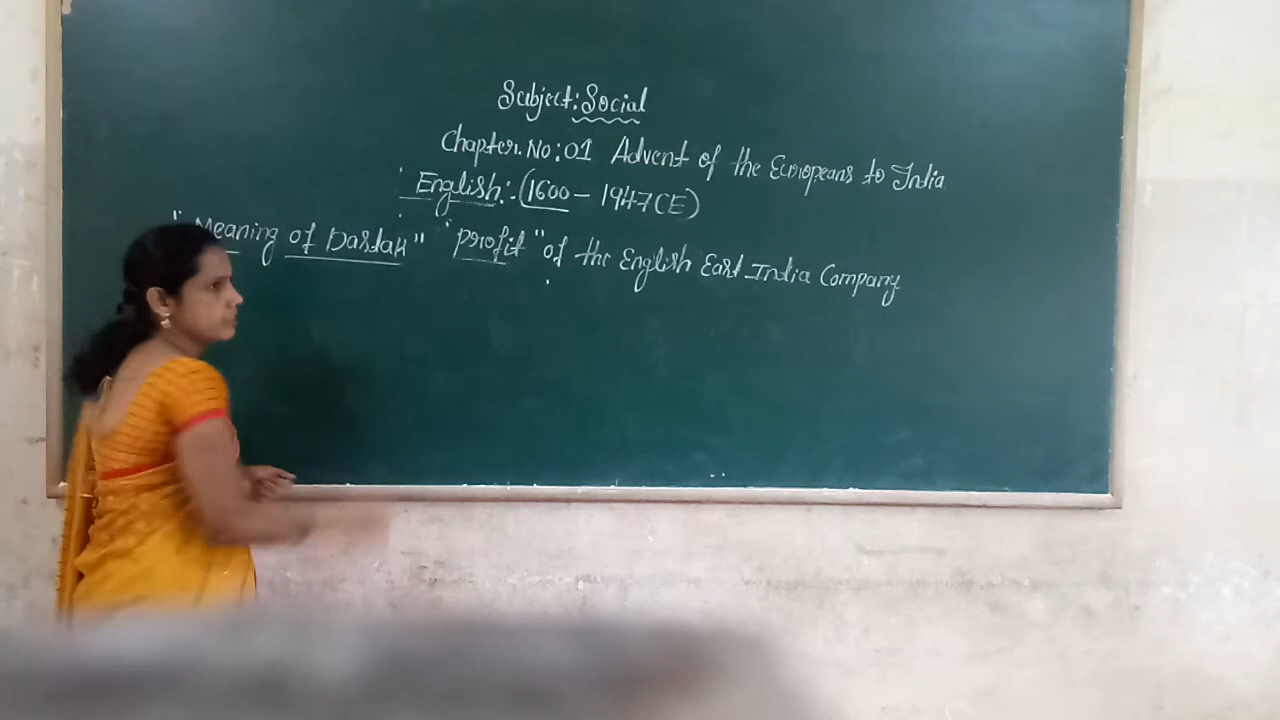 Subject: Social
Chapter. No: 01 Advent of the Europeans to India
English:- (1600 - 1947 CE)
"Meaning of Dastak" "profit" of the English East India Company